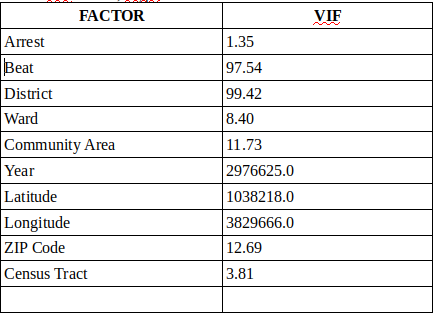 FACTOR VIF
Arrest 1.35
Beat 97.54
District 99.42
Ward 8.40
Community Area 11.73
Year 2976625.0
Latitude 1038218.0
Longitude 3829666.0
ZIP Code 12.69
Census Tract 3.81